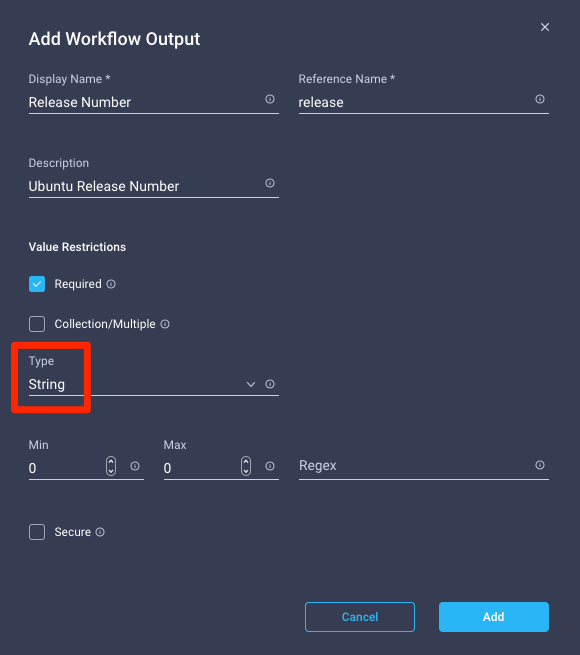 Add Workflow Output
Display Name *
Reference Name *
Release Number
release
Description
Ubuntu Release Number
Value Restrictions
Required
Collection/Multiple
Type
String
Min
Max
0
0
Regex
Secure
Cancel
Add